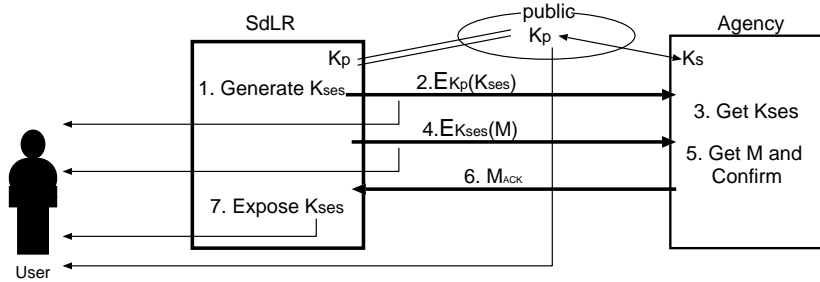 public
SdLR
Agency
Kp
Kp
Ks
1. Generate Kses
2.EKp(Kses)
3. Get Kses
4.EKses(M)
5. Get M and
Confirm
6. MACK
7. Expose Kses
User